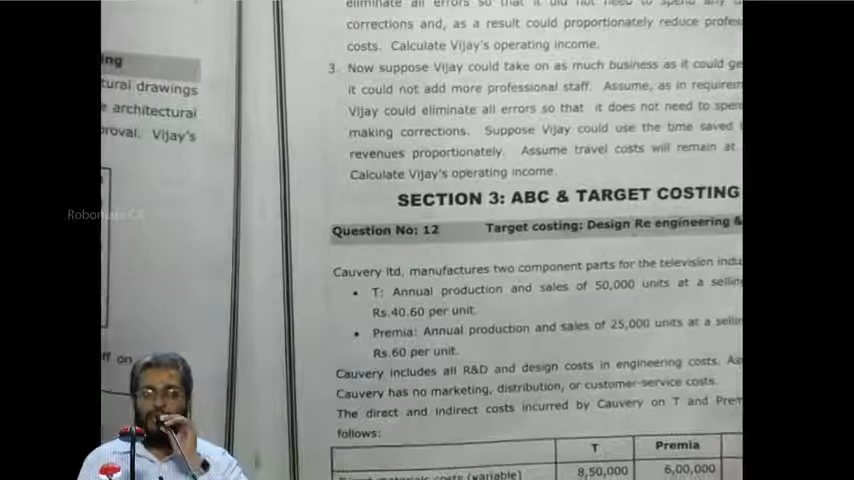 ing
tural drawings
e architectural
proval. Vijay's
ff on
eliminate all errors so that it did not need to spend any
corrections and, as a result could proportionately reduce profes
costs. Calculate Vijay's operating income.
3. Now suppose Vijay could take on as much business as it could ge
it could not add more professional staff. Assume, as in requirem
Vijay could eliminate all errors so that it does not need to spen
making corrections. Suppose Vijay could use the time saved
revenues proportionately. Assume travel costs will remain at
Calculate Vijay's operating income.
SECTION 3: ABC & TARGET COSTING
Question No: 12 Target costing: Design Re engineering &
Cauvery ltd, manufactures two component parts for the television indu
• T: Annual production and sales of 50,000 units at a sellin
Rs.40.60 per unit.
• Premia: Annual production and sales of 25,000 units at a sellin
Rs.60 per unit.
Cauvery includes all R&D and design costs in engineering costs. As
Cauvery has no marketing, distribution, or customer-service costs.
The direct and indirect costs incurred by Cauvery on T and Prem
follows:
T Premia
Direct materials costs (variable) 8,50,000 6,00,000